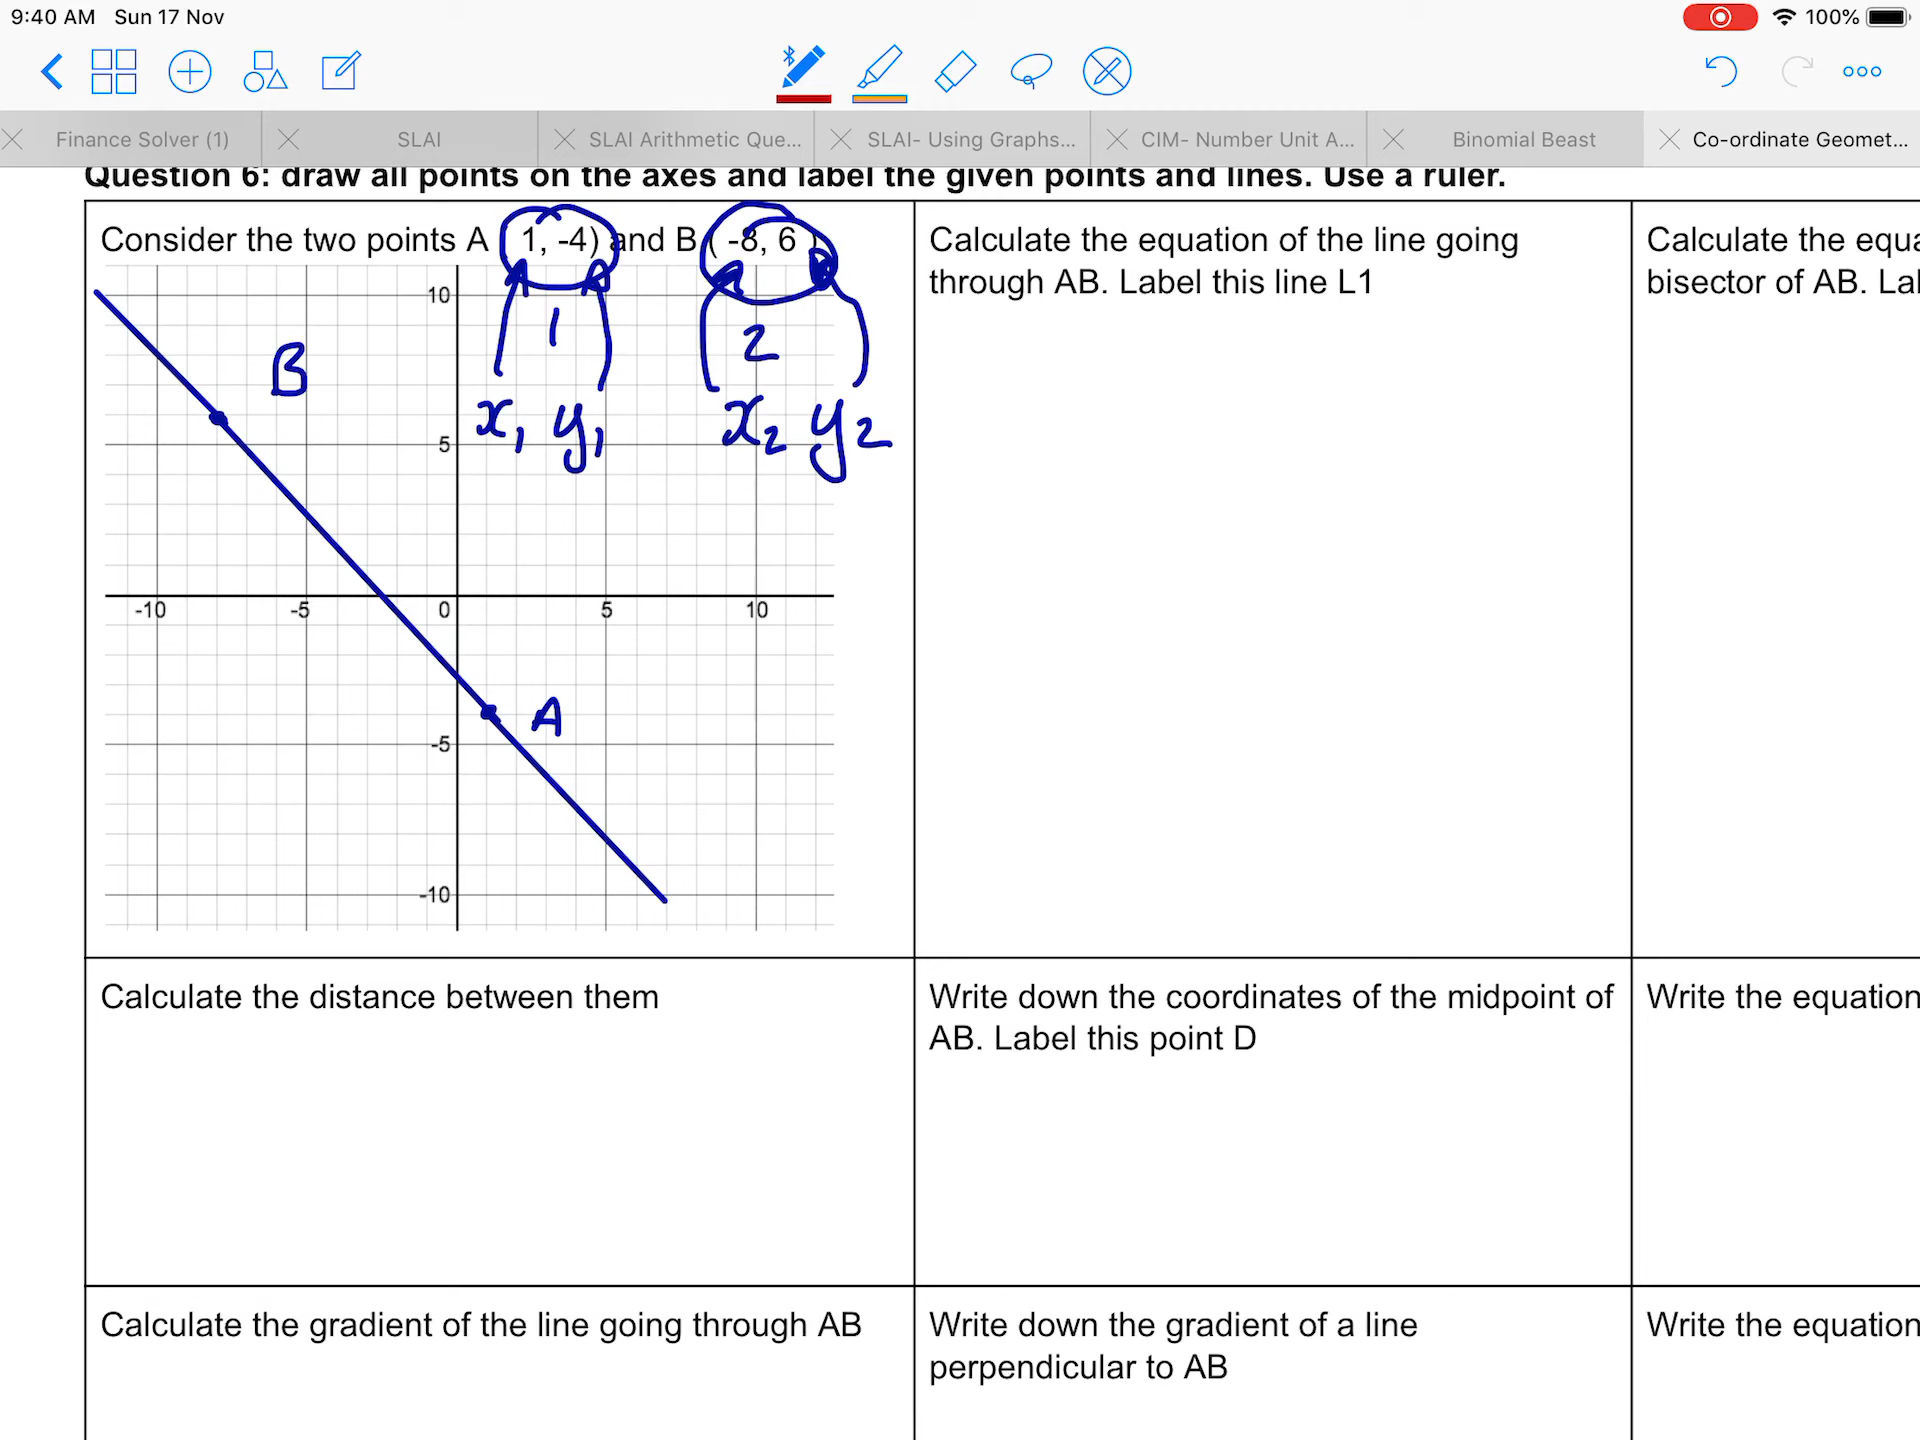 9:40 AM Sun 17 Nov
100%
Finance Solver (1)
SLAI
SLAI Arithmetic Que...
SLAI- Using Graphs...
CIM- Number Unit A...
Binomial Beast
Co-ordinate Geomet...
Question 6: draw all points on the axes and label the given points and lines. Use a ruler.
Consider the two points A ( 1, -4) and B ( -8, 6 )
10
5
-10
-5
0
5
10
-5
-10
1
2
x1 y1
x2 y2
B
A
Calculate the equation of the line going
through AB. Label this line L1
Calculate the equa
bisector of AB. Lal
Calculate the distance between them
Write down the coordinates of the midpoint of
AB. Label this point D
Write the equation
Calculate the gradient of the line going through AB
Write down the gradient of a line
perpendicular to AB
Write the equation